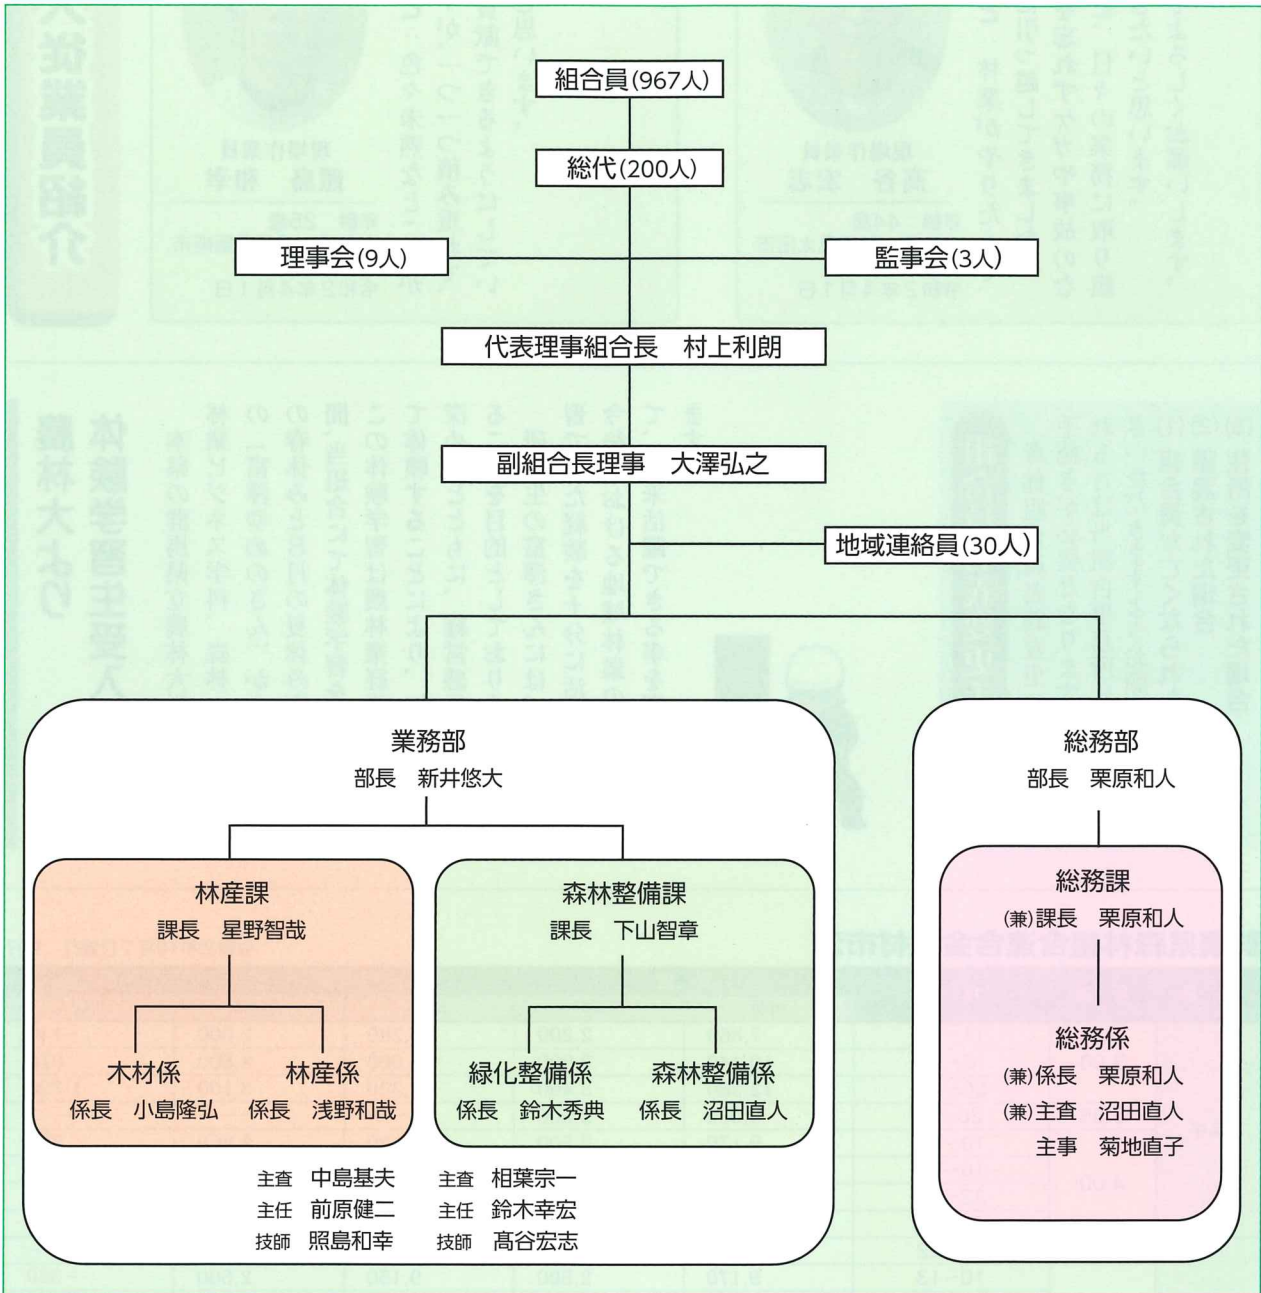 組合員(967人)
総代(200人)
理事会(9人)
監事会(3人)
代表理事組合長　村上利朗
副組合長理事　大澤弘之
地域連絡員(30人)
業務部
部長　新井悠大
林産課
課長　星野智哉
木材係
係長　小島隆弘
林産係
係長　浅野和哉
森林整備課
課長　下山智章
緑化整備係
係長　鈴木秀典
森林整備係
係長　沼田直人
主査　中島基夫
主任　前原健二
技師　照島和幸
主査　相葉宗一
主任　鈴木幸宏
技師　髙谷宏志
総務部
部長　栗原和人
総務課
(兼)課長　栗原和人
総務係
(兼)係長　栗原和人
(兼)主査　沼田直人
主事　菊地直子